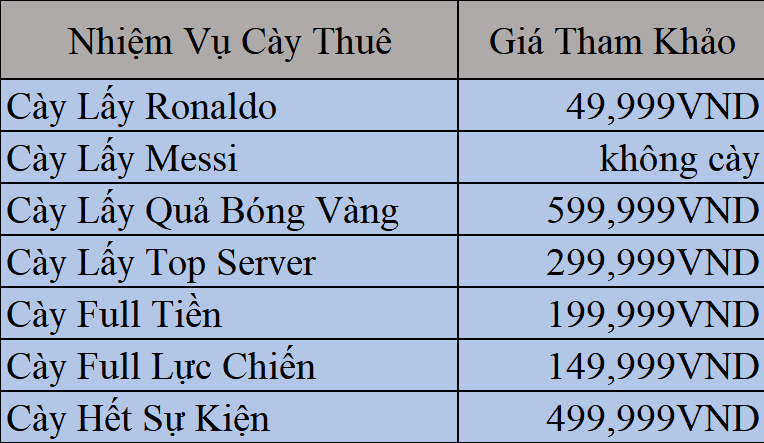 Nhiệm Vụ Cày Thuê Giá Tham Khảo
Cày Lấy Ronaldo 49,999VND
Cày Lấy Messi không cày
Cày Lấy Quả Bóng Vàng 599,999VND
Cày Lấy Top Server 299,999VND
Cày Full Tiền 199,999VND
Cày Full Lực Chiến 149,999VND
Cày Hết Sự Kiện 499,999VND